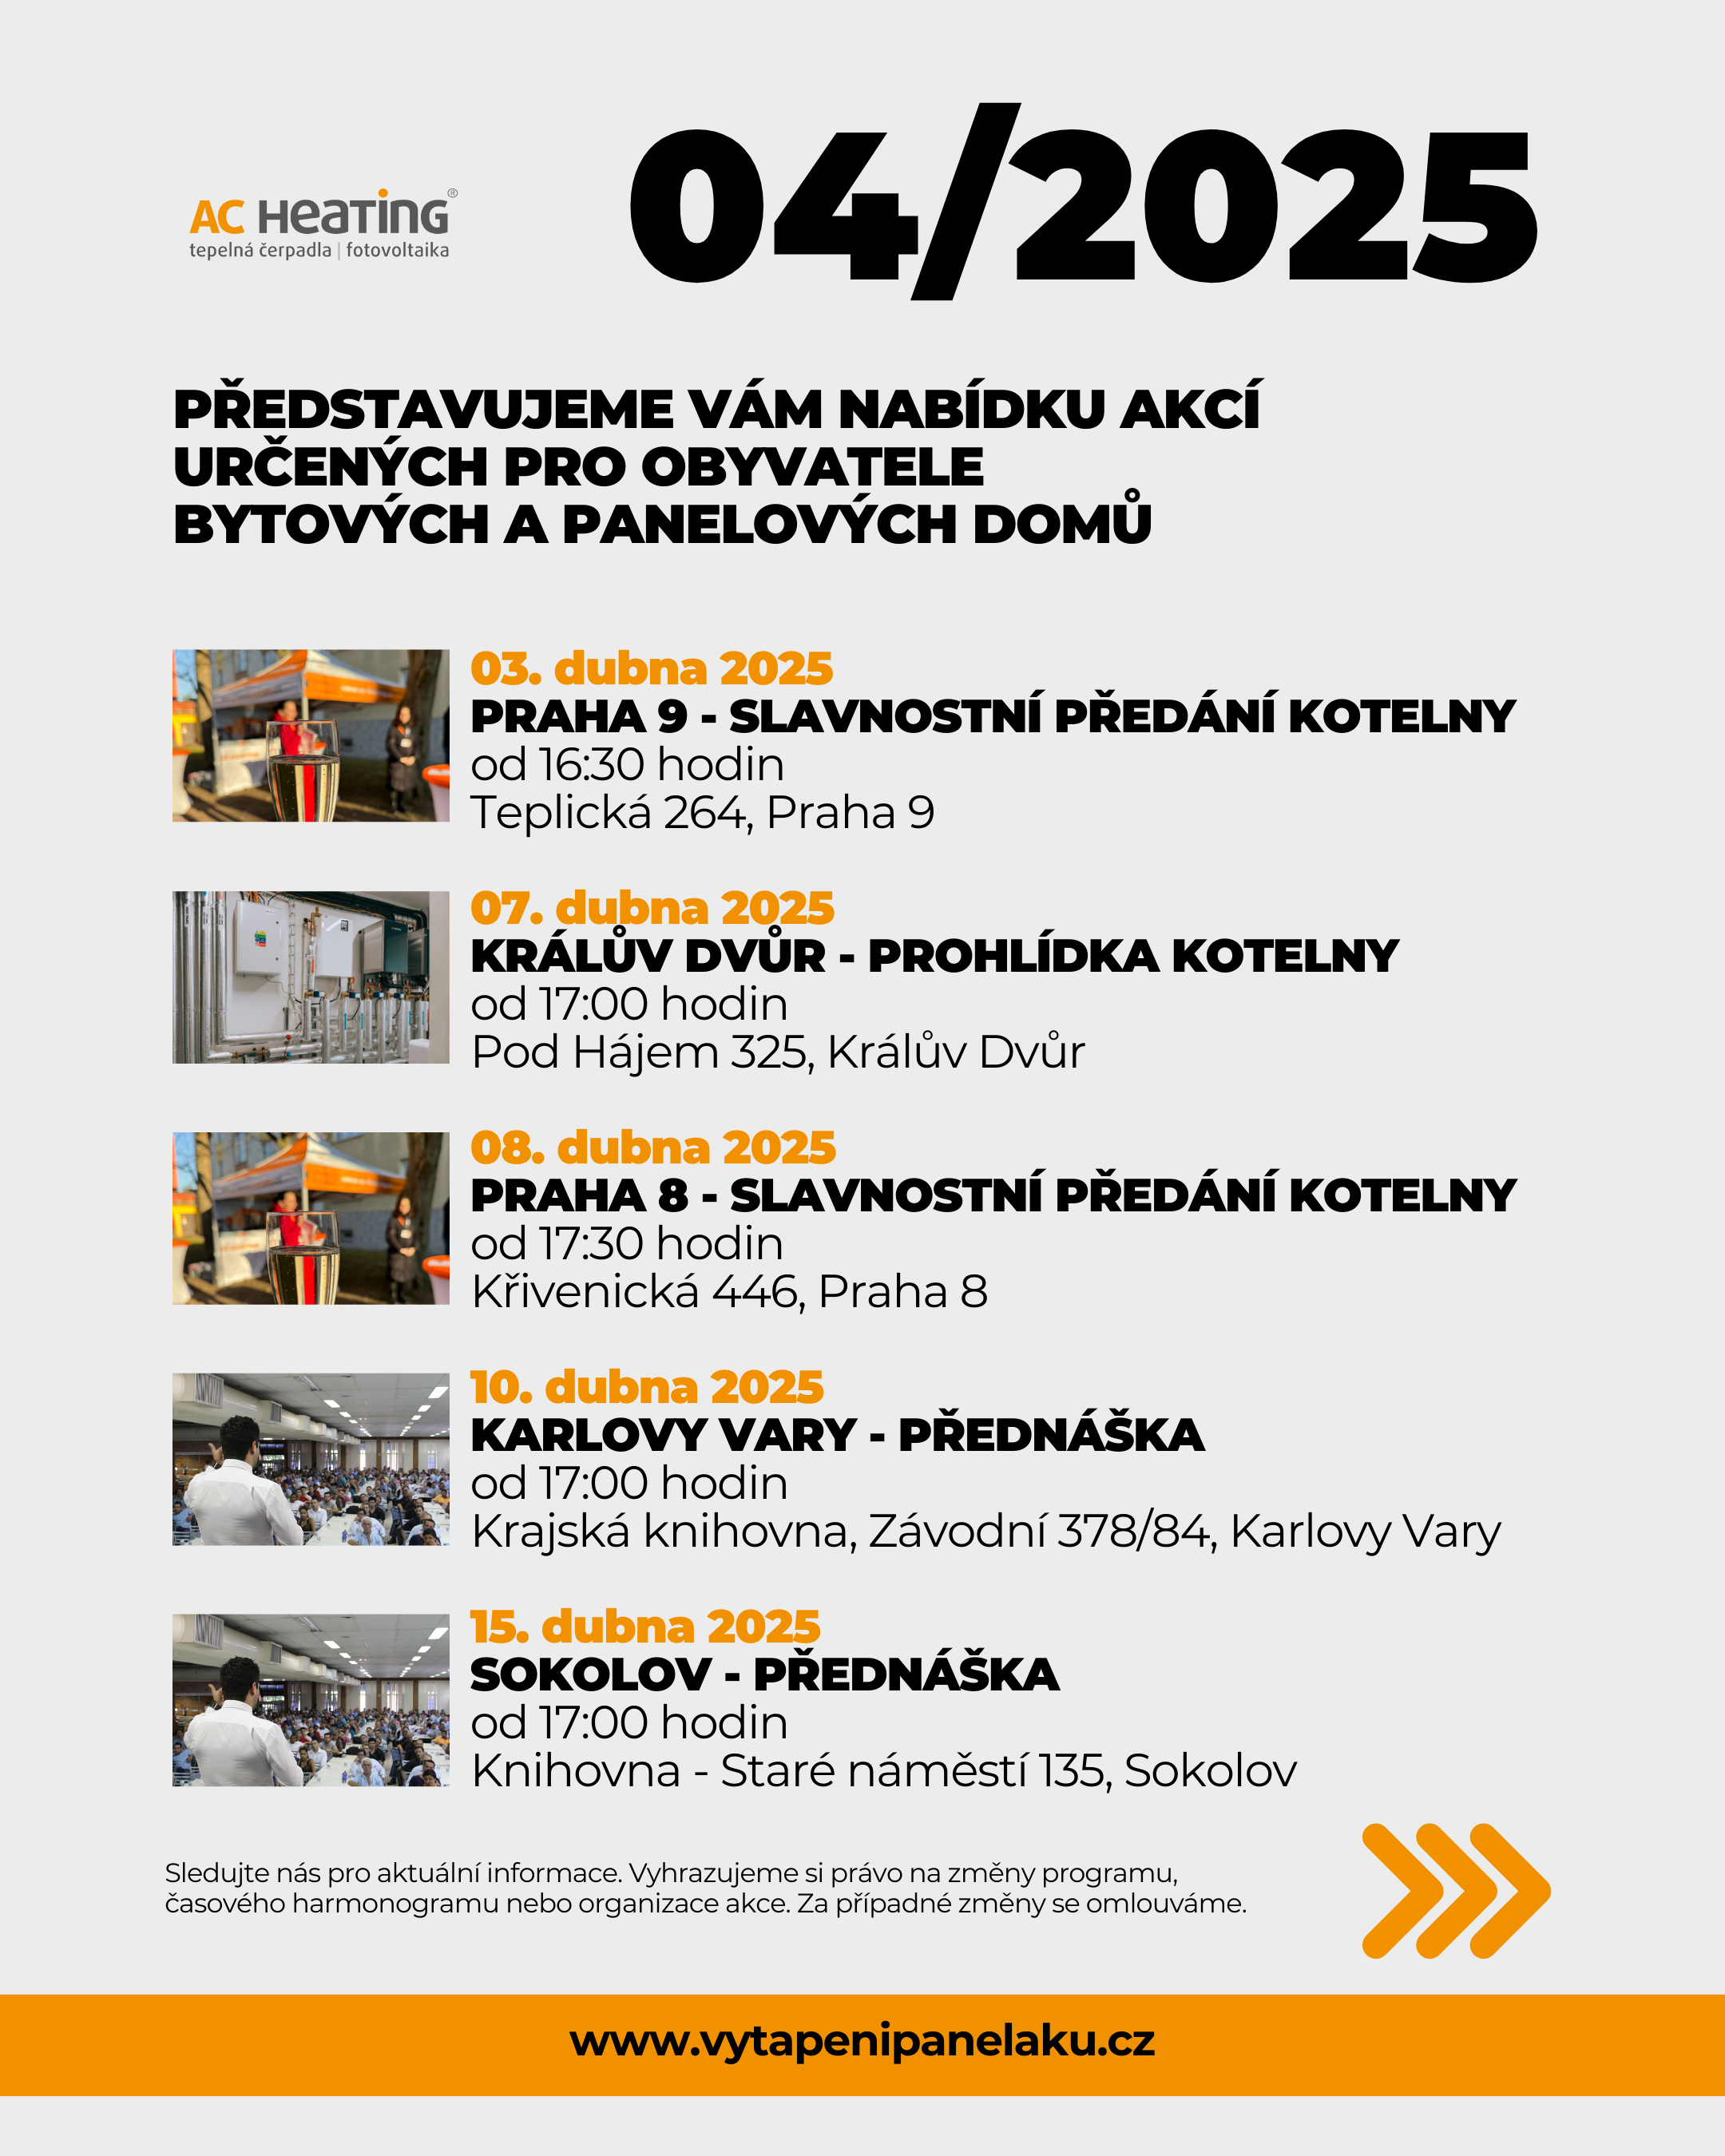 04/2025
AC Heating®
tepelná čerpadla | fotovoltaika
PŘEDSTAVUJEME VÁM NABÍDKU AKCÍ
URČENÝCH PRO OBYVATELE
BYTOVÝCH A PANELOVÝCH DOMŮ
03. dubna 2025
PRAHA 9 - SLAVNOSTNÍ PŘEDÁNÍ KOTELNY
od 16:30 hodin
Teplická 264, Praha 9
07. dubna 2025
KRÁLŮV DVŮR - PROHLÍDKA KOTELNY
od 17:00 hodin
Pod Hájem 325, Králův Dvůr
08. dubna 2025
PRAHA 8 - SLAVNOSTNÍ PŘEDÁNÍ KOTELNY
od 17:30 hodin
Křivenická 446, Praha 8
10. dubna 2025
KARLOVY VARY - PŘEDNÁŠKA
od 17:00 hodin
Krajská knihovna, Závodní 378/84, Karlovy Vary
15. dubna 2025
SOKOLOV - PŘEDNÁŠKA
od 17:00 hodin
Knihovna - Staré náměstí 135, Sokolov
Sledujte nás pro aktuální informace. Vyhrazujeme si právo na změny programu,
časového harmonogramu nebo organizace akce. Za případné změny se omlouváme.
www.vytapenipanelaku.cz